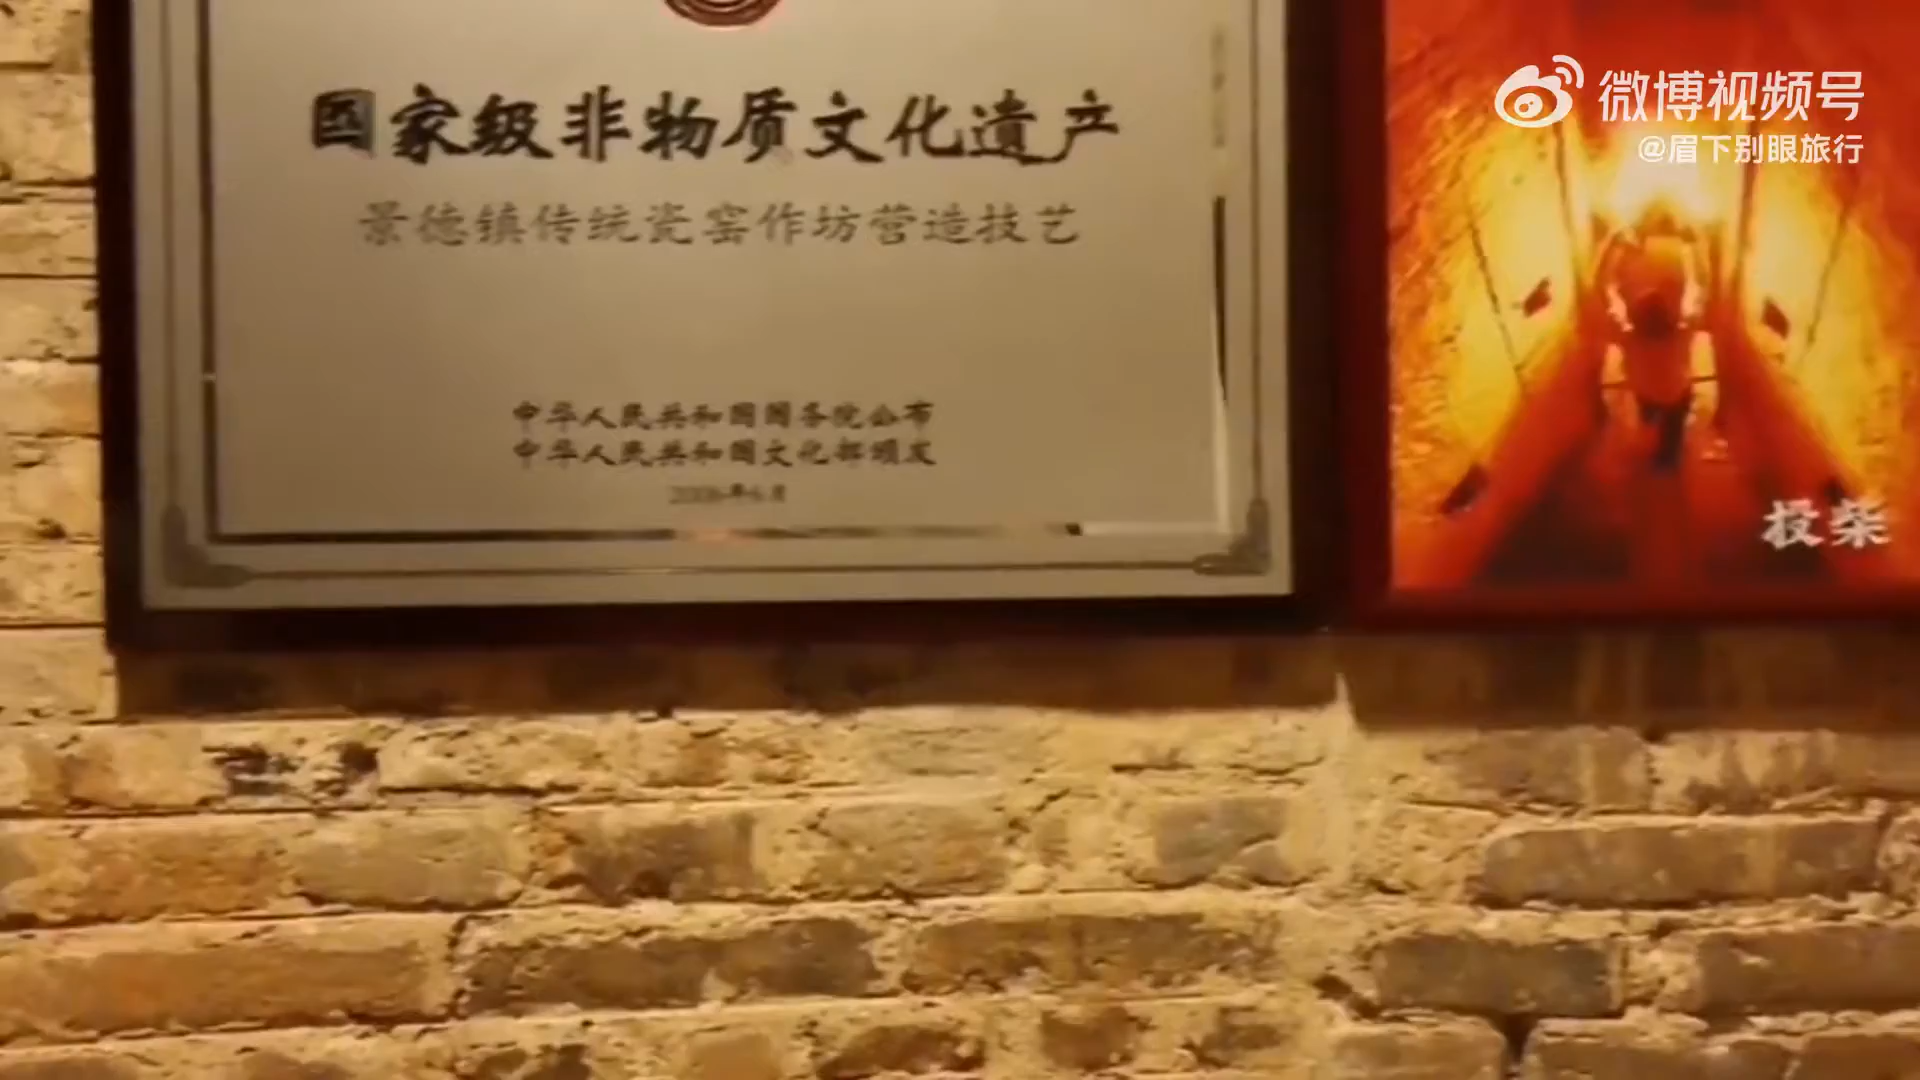 国家级非物质文化遗产
景德镇传统瓷窑作坊营造技艺
中华人民共和国国务院公布
中华人民共和国文化部颁发
微博视频号
@眉下别眼旅行
投柴